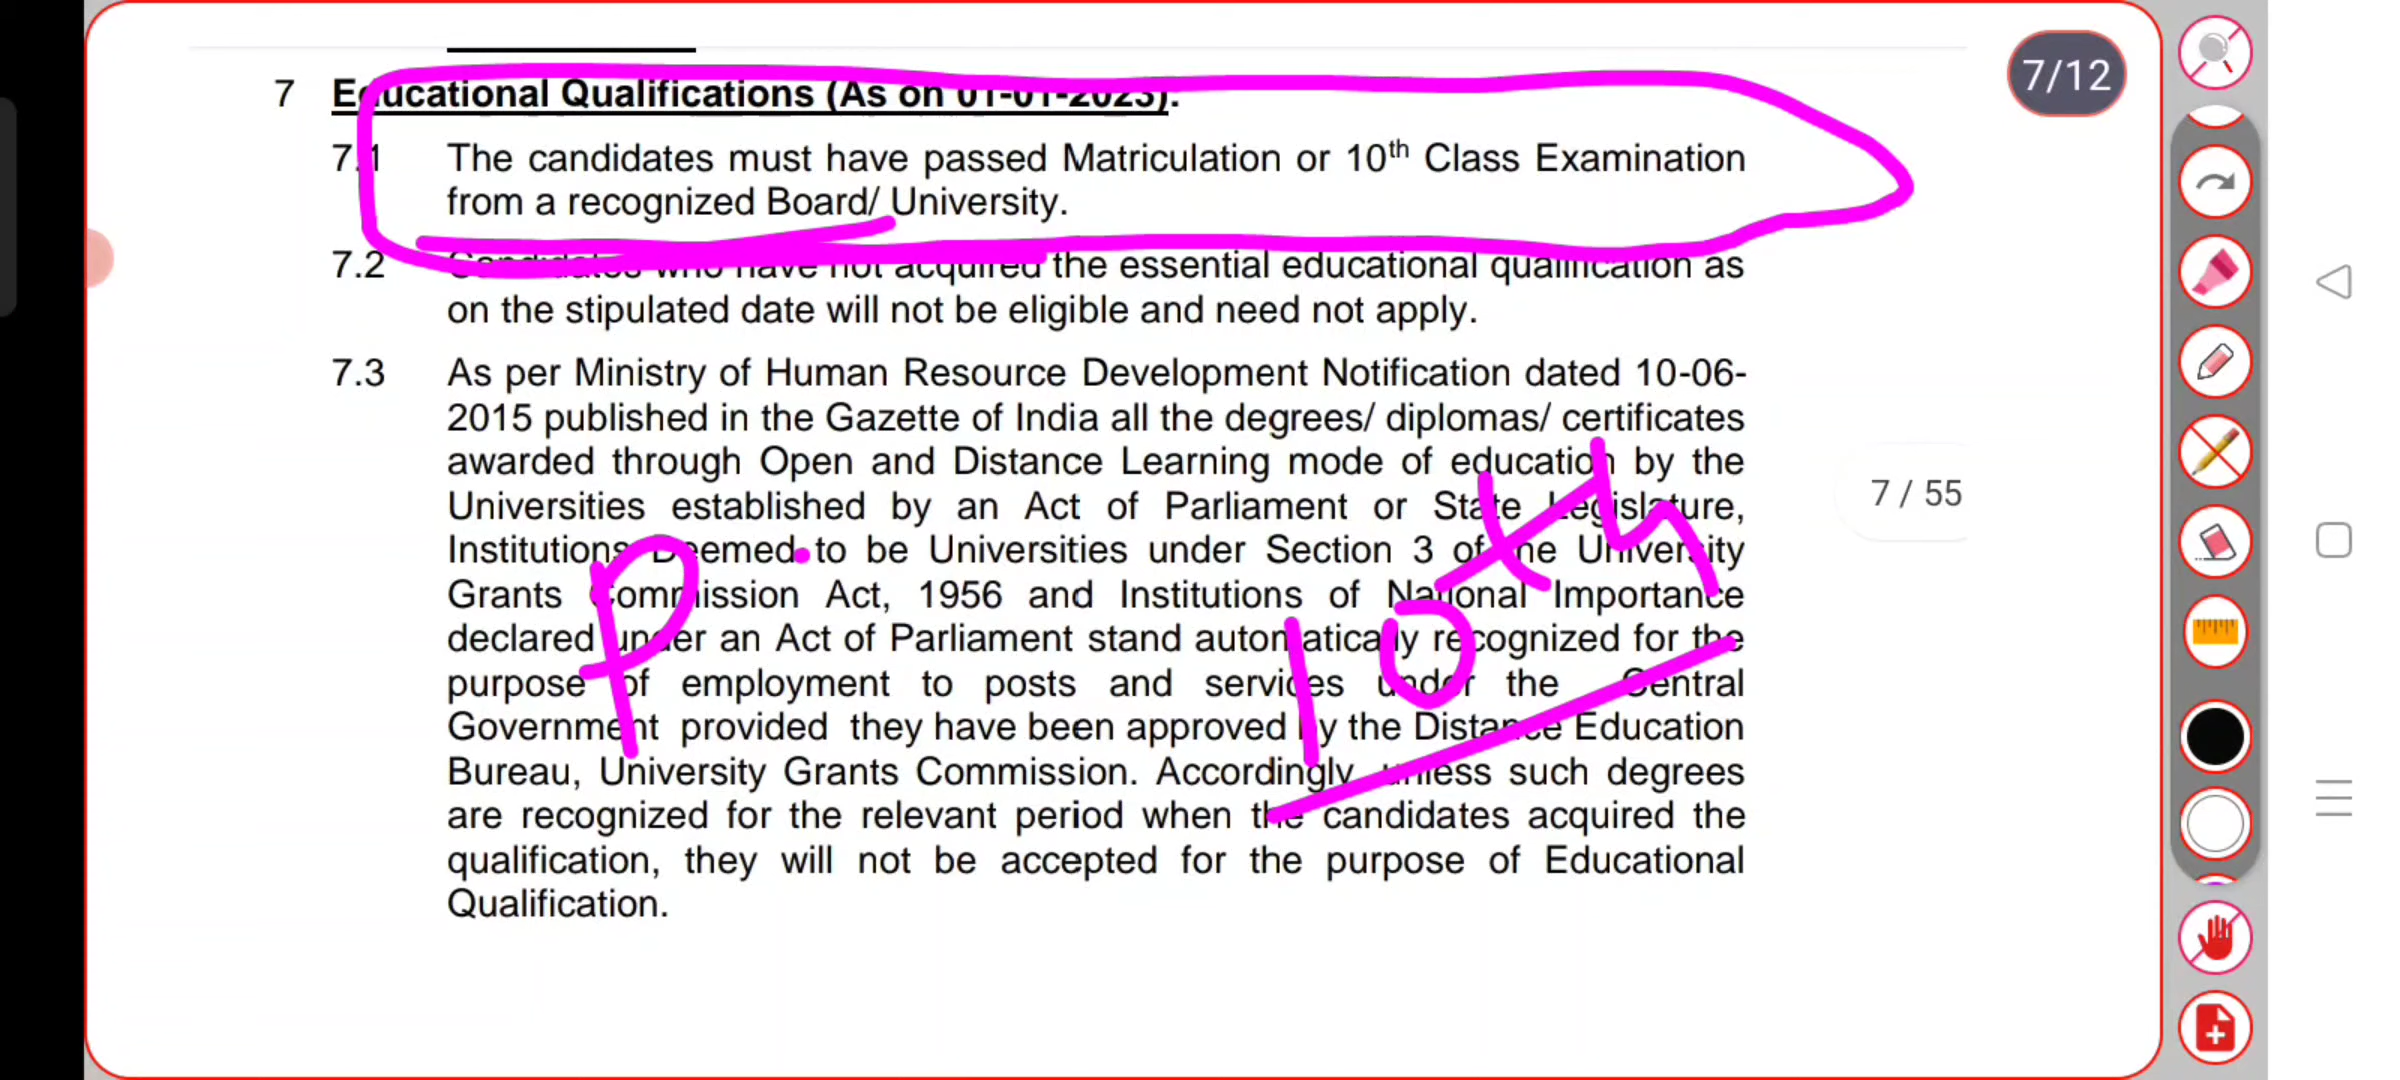 7/12
7 Educational Qualifications (As on 01-01-2023):
7.1 The candidates must have passed Matriculation or 10th Class Examination
from a recognized Board/ University.
7.2 Candidates who have not acquired the essential educational qualification as
on the stipulated date will not be eligible and need not apply.
7.3 As per Ministry of Human Resource Development Notification dated 10-06-
2015 published in the Gazette of India all the degrees/ diplomas/ certificates
awarded through Open and Distance Learning mode of education by the
Universities established by an Act of Parliament or State Legislature,
7 / 55
Institutions Deemed to be Universities under Section 3 of the University
Grants Commission Act, 1956 and Institutions of National Importance
declared under an Act of Parliament stand automatically recognized for the
purpose of employment to posts and services under the Central
Government provided they have been approved by the Distance Education
Bureau, University Grants Commission. Accordingly, unless such degrees
are recognized for the relevant period when the candidates acquired the
qualification, they will not be accepted for the purpose of Educational
Qualification.
P
10th